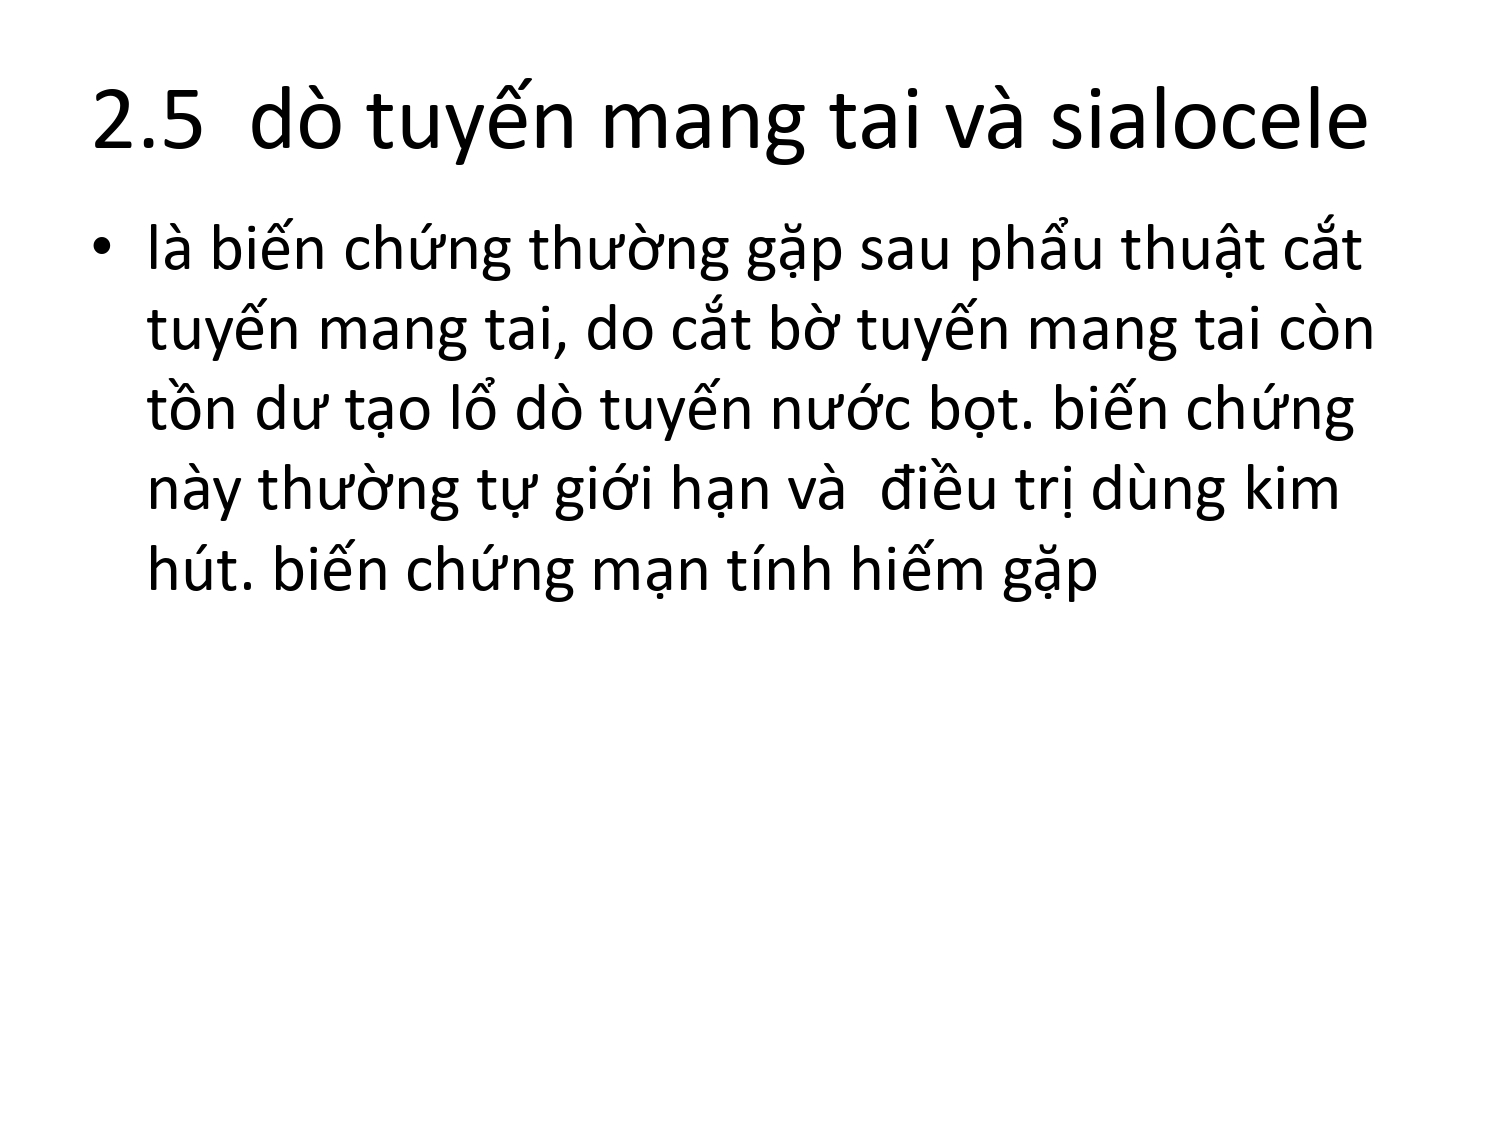 2.5  dò tuyến mang tai và sialocele
• là biến chứng thường gặp sau phẩu thuật cắt
tuyến mang tai, do cắt bờ tuyến mang tai còn
tồn dư tạo lổ dò tuyến nước bọt. biến chứng
này thường tự giới hạn và  điều trị dùng kim
hút. biến chứng mạn tính hiếm gặp